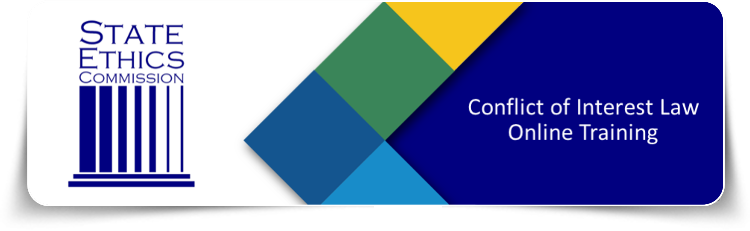 STATE
ETHICS
COMMISSION
Conflict of Interest Law
Online Training